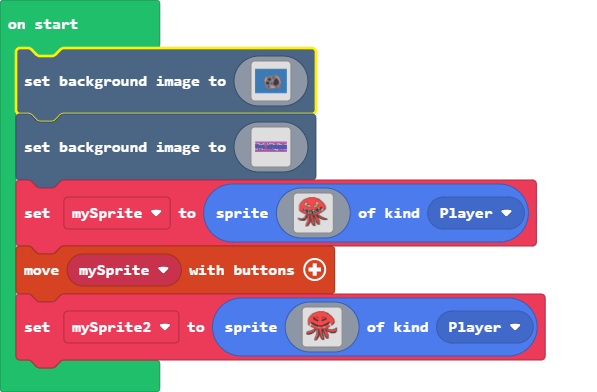 on start
set background image to
set background image to
set mySprite to sprite of kind Player
move mySprite with buttons
set mySprite2 to sprite of kind Player